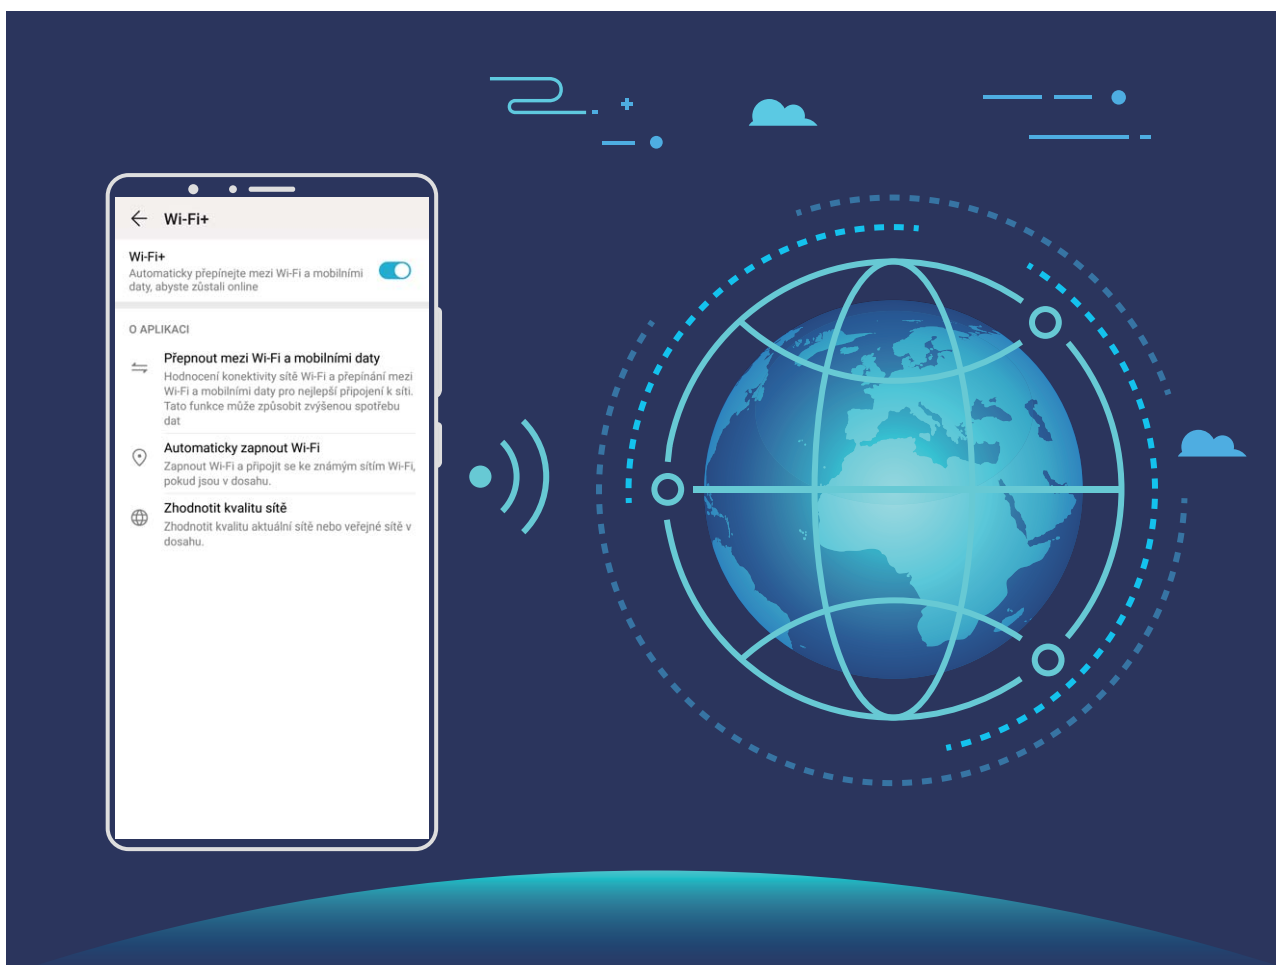 Wi-Fi+
Wi-Fi+
Automaticky přepínejte mezi Wi-Fi a mobilními
daty, abyste zůstali online
O APLIKACI
Přepnout mezi Wi-Fi a mobilními daty
Hodnocení konektivity sítě Wi-Fi a přepínání mezi
Wi-Fi a mobilními daty pro nejlepší připojení k síti.
Tato funkce může způsobit zvýšenou spotřebu
dat
Automaticky zapnout Wi-Fi
Zapnout Wi-Fi a připojit se ke známým sítím Wi-Fi,
pokud jsou v dosahu.
Zhodnotit kvalitu sítě
Zhodnotit kvalitu aktuální sítě nebo veřejné sítě v
dosahu.